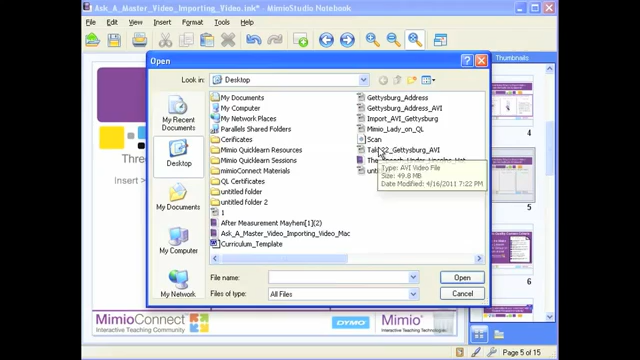 Ask_A_Master_Video_Importing_Video.ink* - MimioStudio Notebook
File Edit View Insert Format Tools Help
Thumbnails
Open
Look in: Desktop
My Recent Documents
Desktop
My Documents
My Computer
My Network
My Documents
My Computer
My Network Places
Parallels Shared Folders
Cerificates
Mimio Quicklearn Resources
Mimio Quicklearn Sessions
mimioConnect Materials
QL Certificates
untitled folder
untitled folder 2
1
After Measurement Mayhem[1](2)
Ask_A_Master_Video_Importing_Video_Mac
Curriculum_Template
Gettysburg_Address
Gettysburg_Address_AVI
Import_AVI_Gettysburg
Mimio_Lady_on_QL
Scan
Gettysburg_AVI
Type: AVI Video File
Size: 49.8 MB
Date Modified: 4/16/2011 7:22 PM
File name:
Open
Files of type: All Files
Cancel
Thre
Insert >
4
5
6
MimioConnect
Interactive Teaching Community
DYMO
Mimio
Interactive Teaching Technologies
Page 5 of 15